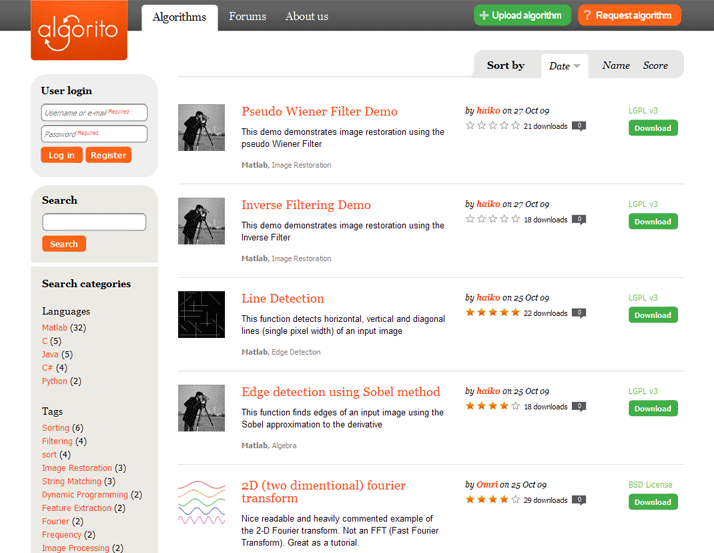 algorito
Algorithms Forums About us
Upload algorithm ? Request algorithm
User login
Username or e-mail Required
Password Required
Log in Register
Search
Search
Search categories
Languages
Matlab (32)
C (5)
Java (5)
C# (4)
Python (2)
Tags
Sorting (6)
Filtering (4)
sort (4)
Image Restoration (3)
String Matching (3)
Dynamic Programming (2)
Feature Extraction (2)
Fourier (2)
Frequency (2)
Image Processing (2)
Sort by Date Name Score
Pseudo Wiener Filter Demo
This demo demonstrates image restoration using the
pseudo Wiener Filter
Matlab, Image Restoration
by haiko on 27 Oct 09
21 downloads 0
LGPL v3
Download
Inverse Filtering Demo
This demo demonstrates image restoration using the
Inverse Filter
Matlab, Image Restoration
by haiko on 27 Oct 09
18 downloads 0
LGPL v3
Download
Line Detection
This function detects horizontal, vertical and diagonal
lines (single pixel width) of an input image
Matlab, Edge Detection
by haiko on 25 Oct 09
22 downloads 0
LGPL v3
Download
Edge detection using Sobel method
This function finds edges of an input image using the
Sobel approximation to the derivative
Matlab, Algebra
by haiko on 25 Oct 09
18 downloads 0
LGPL v3
Download
2D (two dimentional) fourier
transform
Nice readable and heavily commented example of
the 2-D Fourier transform. Not an FFT (Fast Fourier
Transform). Great as a tutorial.
by Omri on 25 Oct 09
29 downloads 0
BSD License
Download